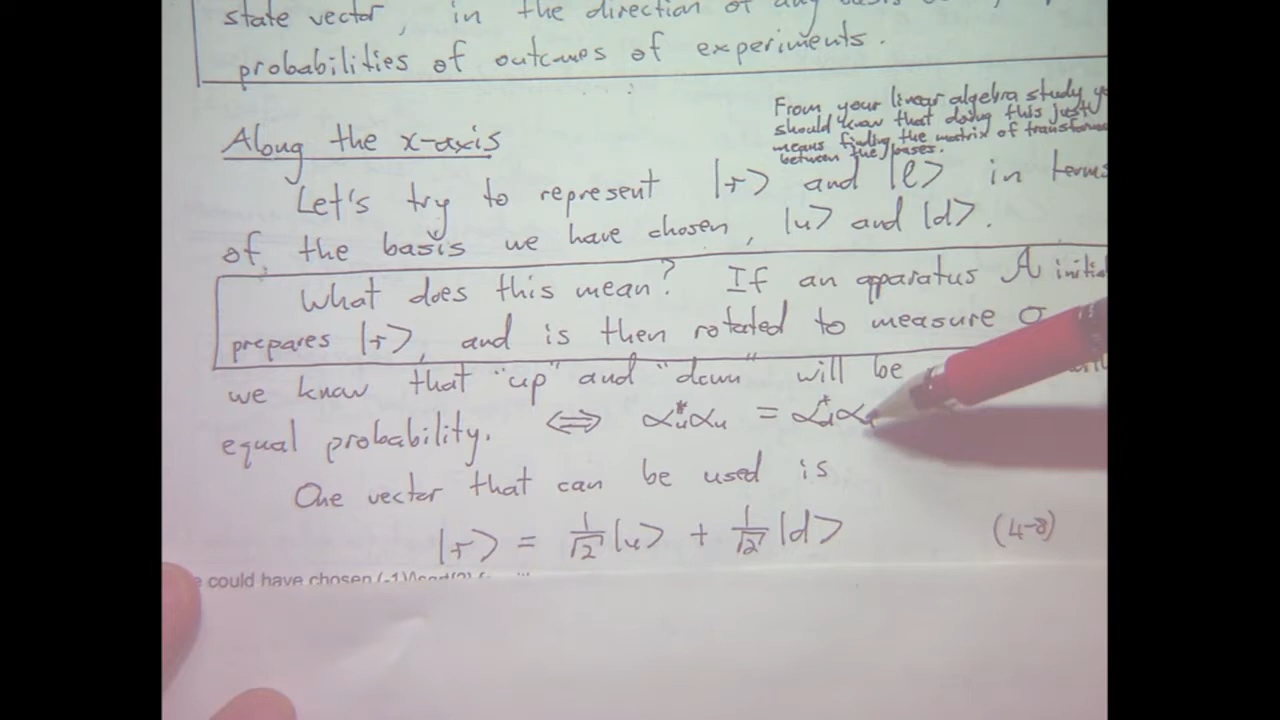 state vector, in the direction of any
probabilities of outcomes of experiments.
From your linear algebra study
should know that doing this just
means finding the matrix of
between the bases.
Along the x-axis
Let's try to represent |r> and |l> in terms
of the basis we have chosen, |u> and |d>.
What does this mean? If an apparatus A
prepares |r>, and is then rotated to measure σ
we know that "up" and "down" will be
equal probability. ⇔ α*ᵤαᵤ = α*_dα
One vector that can be used is
|r> = 1/√2 |u> + 1/√2 |d> (4-8)
could have chosen